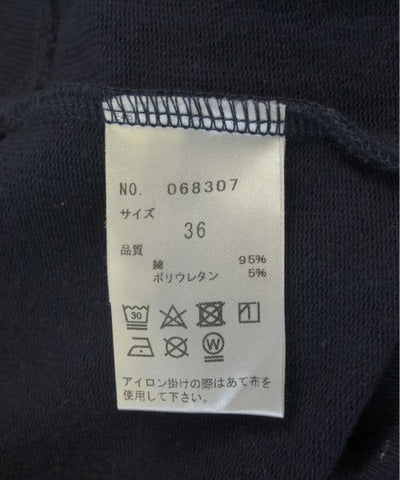 NO. 068307
サイズ
36
品質
綿 95%
ポリウレタン 5%
30
W
アイロン掛けの際はあて布を
使用して下さい。